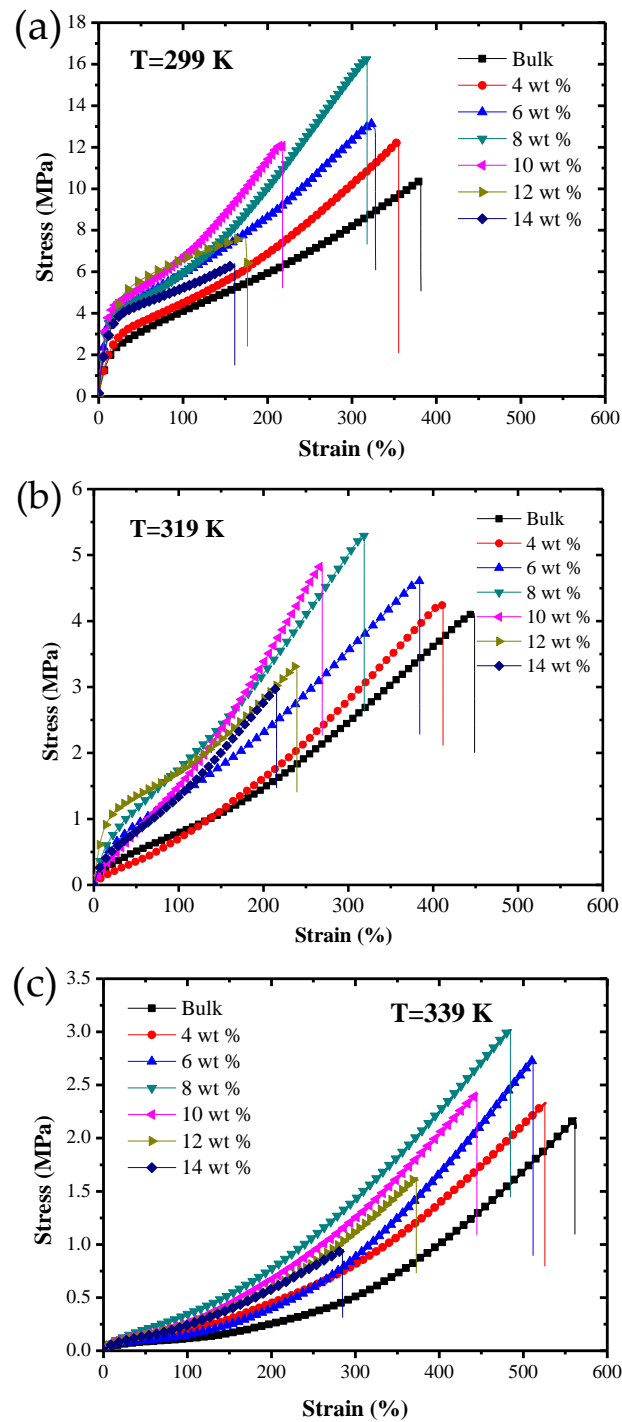 (a)
T=299 K
Bulk
4 wt %
6 wt %
8 wt %
10 wt %
12 wt %
14 wt %
Stress (MPa)
18
16
14
12
10
8
6
4
2
0
0 100 200 300 400 500 600
Strain (%)
(b)
T=319 K
Bulk
4 wt %
6 wt %
8 wt %
10 wt %
12 wt %
14 wt %
Stress (MPa)
6
5
4
3
2
1
0
0 100 200 300 400 500 600
Strain (%)
(c)
T=339 K
Bulk
4 wt %
6 wt %
8 wt %
10 wt %
12 wt %
14 wt %
Stress (MPa)
3.5
3.0
2.5
2.0
1.5
1.0
0.5
0.0
0 100 200 300 400 500 600
Strain (%)